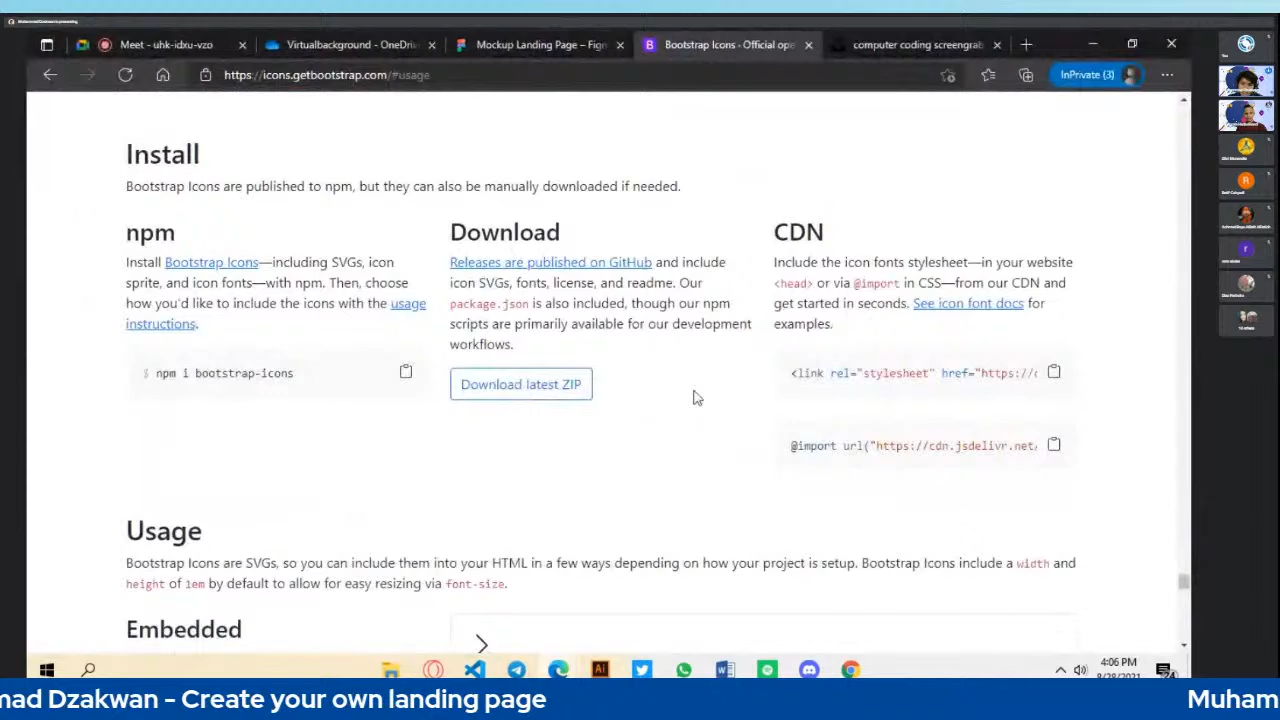 Meet - uhk-idxu-vzo
Virtualbackground - OneDriv
Mockup Landing Page – Fign
Bootstrap Icons · Official ope
computer coding screengrab
https://icons.getbootstrap.com/#usage
InPrivate (3)
Install
Bootstrap Icons are published to npm, but they can also be manually downloaded if needed.
npm
Install Bootstrap Icons—including SVGs, icon
sprite, and icon fonts—with npm. Then, choose
how you'd like to include the icons with the usage
instructions.
$ npm i bootstrap-icons
Download
Releases are published on GitHub and include
icon SVGs, fonts, license, and readme. Our
package.json is also included, though our npm
scripts are primarily available for our development
workflows.
Download latest ZIP
CDN
Include the icon fonts stylesheet—in your website
<head> or via @import in CSS—from our CDN and
get started in seconds. See icon font docs for
examples.
<link rel="stylesheet" href="https://c
@import url("https://cdn.jsdelivr.net/
Usage
Bootstrap Icons are SVGs, so you can include them into your HTML in a few ways depending on how your project is setup. Bootstrap Icons include a width and
height of 1em by default to allow for easy resizing via font-size.
Embedded
4:06 PM
8/28/2021
mad Dzakwan - Create your own landing page
Muham